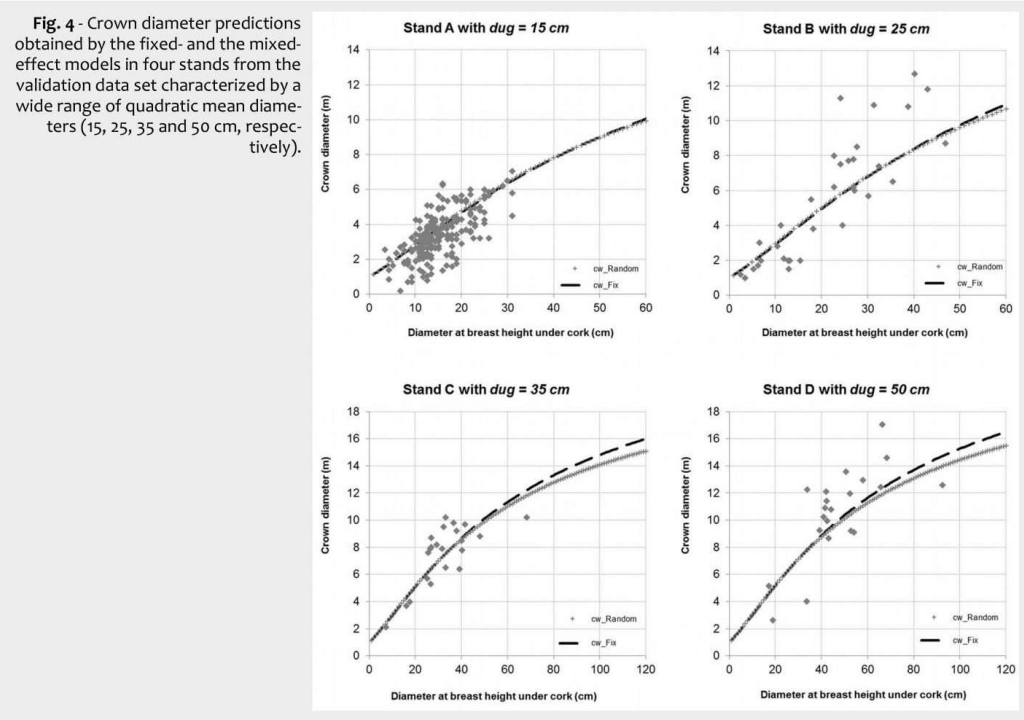 Fig. 4 - Crown diameter predictions
obtained by the fixed- and the mixed-
effect models in four stands from the
validation data set characterized by a
wide range of quadratic mean diame-
ters (15, 25, 35 and 50 cm, respec-
tively).
Stand A with dug = 15 cm
14
12
10
8
6
4
2
0
Crown diameter (m)
cw_Random
cw_Fix
0 10 20 30 40 50 60
Diameter at breast height under cork (cm)
Stand B with dug = 25 cm
14
12
10
8
6
4
2
0
Crown diameter (m)
cw_Random
cw_Fix
0 10 20 30 40 50 60
Diameter at breast height under cork (cm)
Stand C with dug = 35 cm
18
16
14
12
10
8
6
4
2
0
Crown diameter (m)
cw_Random
cw_Fix
0 20 40 60 80 100 120
Diameter at breast height under cork (cm)
Stand D with dug = 50 cm
18
16
14
12
10
8
6
4
2
0
Crown diameter (m)
cw_Random
cw_Fix
0 20 40 60 80 100 120
Diameter at breast height under cork (cm)